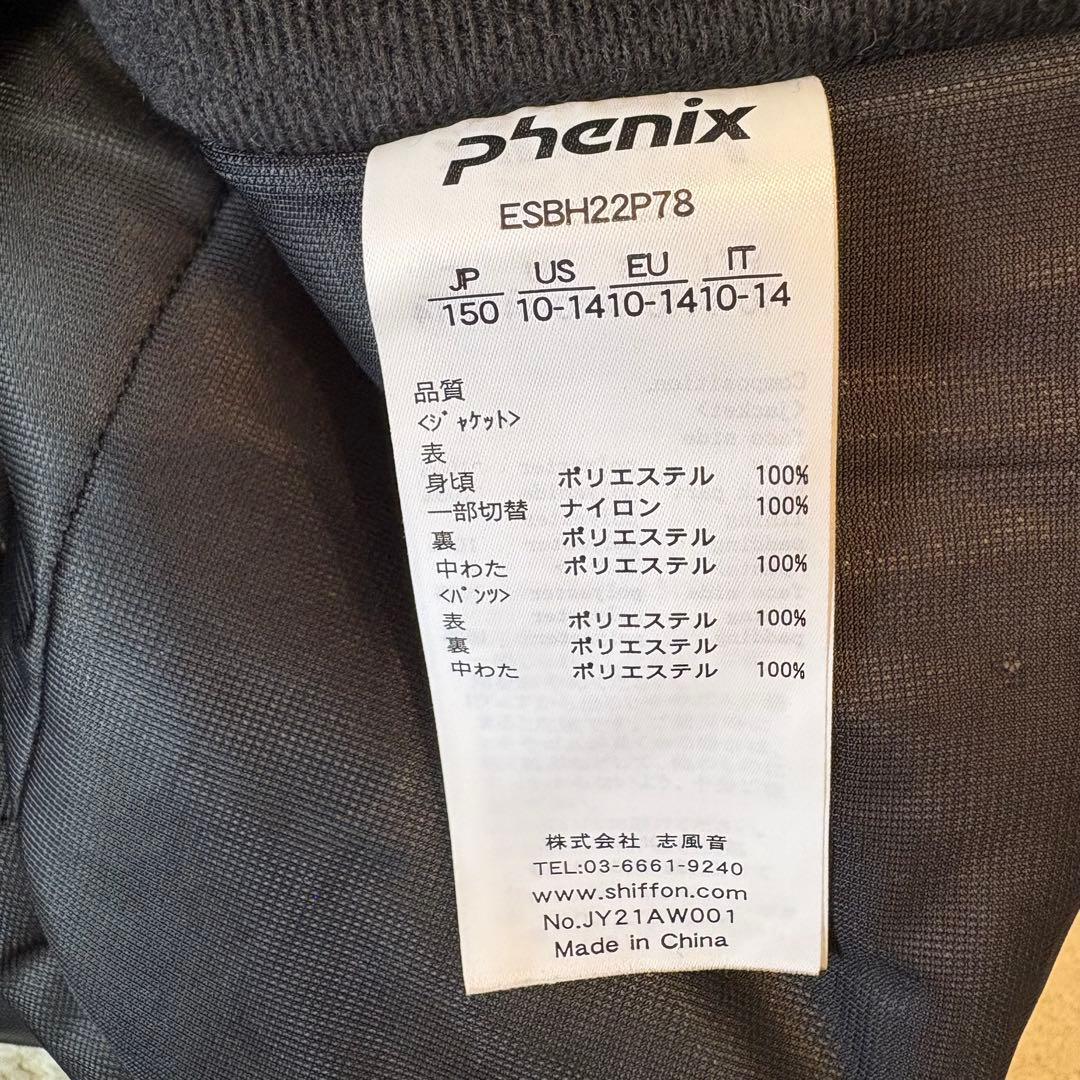 phenix
ESBH22P78
JP US EU IT
150 10-14 10-14 10-14
品質
<ジャケット>
表
身頃 ポリエステル 100%
一部切替 ナイロン 100%
裏 ポリエステル
中わた ポリエステル 100%
<パンツ>
表 ポリエステル 100%
裏 ポリエステル
中わた ポリエステル 100%
株式会社 志風音
TEL:03-6661-9240
www.shiffon.com
No.JY21AW001
Made in China